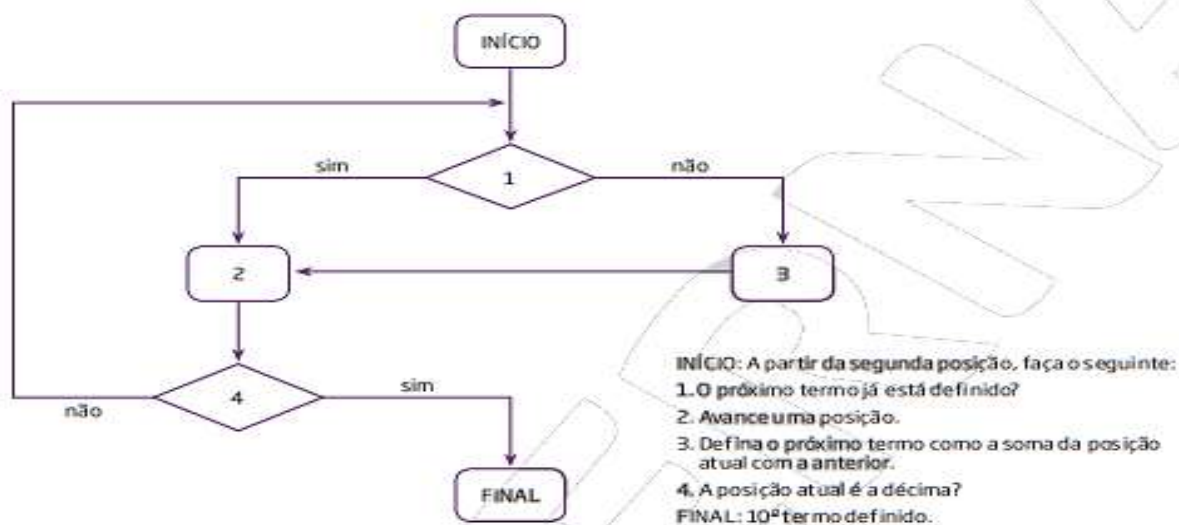 INÍCIO
1
sim
não
2
3
4
não
sim
FINAL
INÍCIO: A partir da segunda posição, faça o seguinte:
1. O próximo termo já está definido?
2. Avance uma posição.
3. Defina o próximo termo como a soma da posição
atual com a anterior.
4. A posição atual é a décima?
FINAL: 10º termo definido.